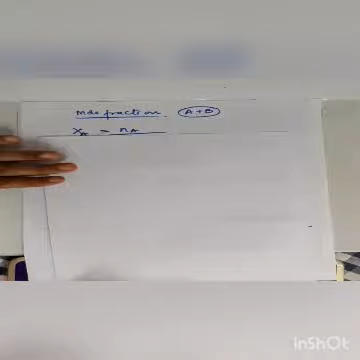 Mole fraction. A+B
XA = nA
InShOt